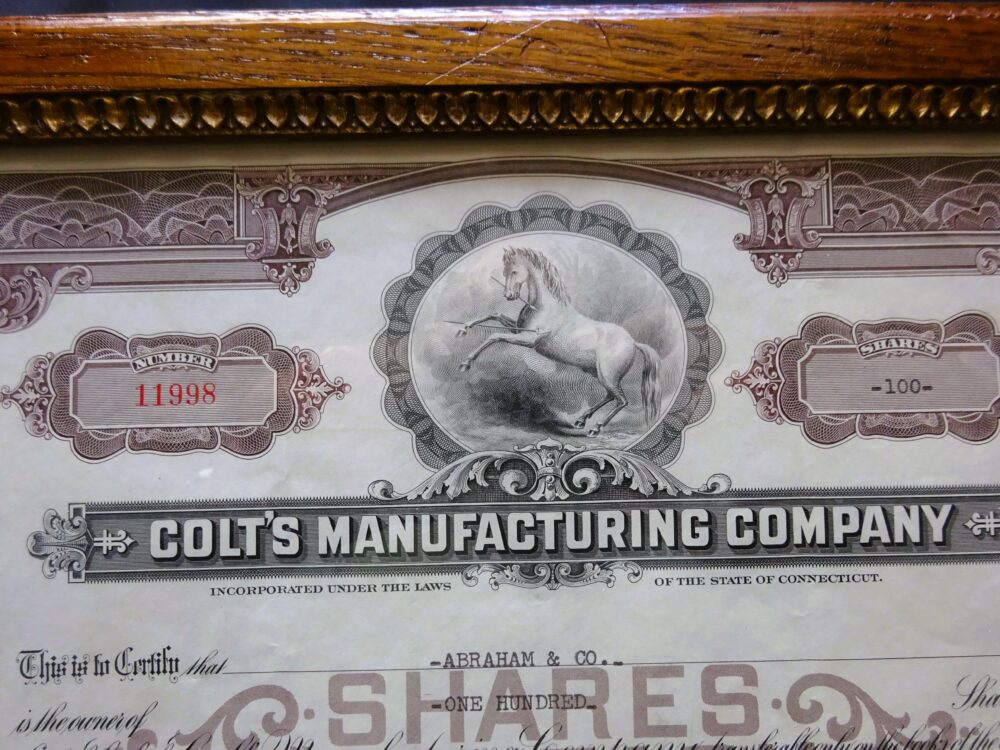 NUMBER
11998
SHARES
-100-
COLT'S MANUFACTURING COMPANY
INCORPORATED UNDER THE LAWS OF THE STATE OF CONNECTICUT.
This is to Certify that -ABRAHAM & CO.-
is the owner of -ONE HUNDRED-
SHARES